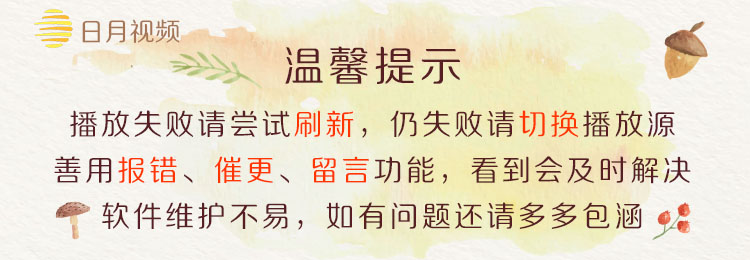 日月视频
温馨提示
播放失败请尝试刷新，仍失败请切换播放源
善用报错、催更、留言功能，看到会及时解决
软件维护不易，如有问题还请多多包涵